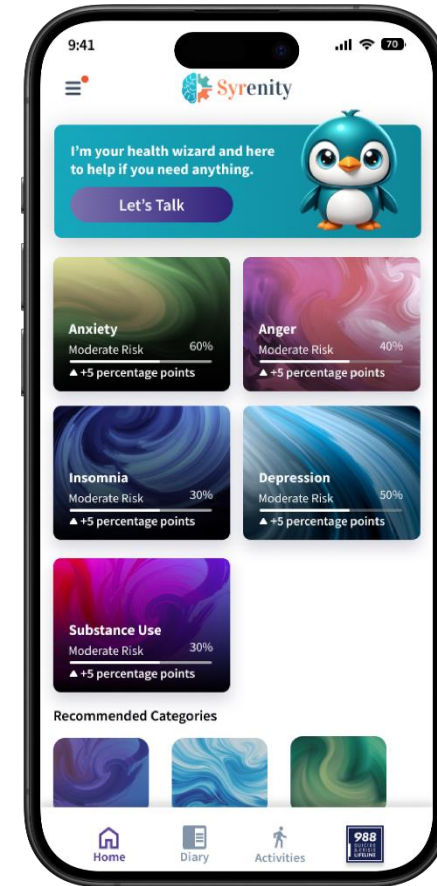 9:41
70
Syrenity
I'm your health wizard and here
to help if you need anything.
Let's Talk
Anxiety
Moderate Risk 60%
▲ +5 percentage points
Anger
Moderate Risk 40%
▲ +5 percentage points
Insomnia
Moderate Risk 30%
▲ +5 percentage points
Depression
Moderate Risk 50%
▲ +5 percentage points
Substance Use
Moderate Risk 30%
▲ +5 percentage points
Recommended Categories
Home
Diary
Activities
988
SUICIDE
& CRISIS
LIFELINE